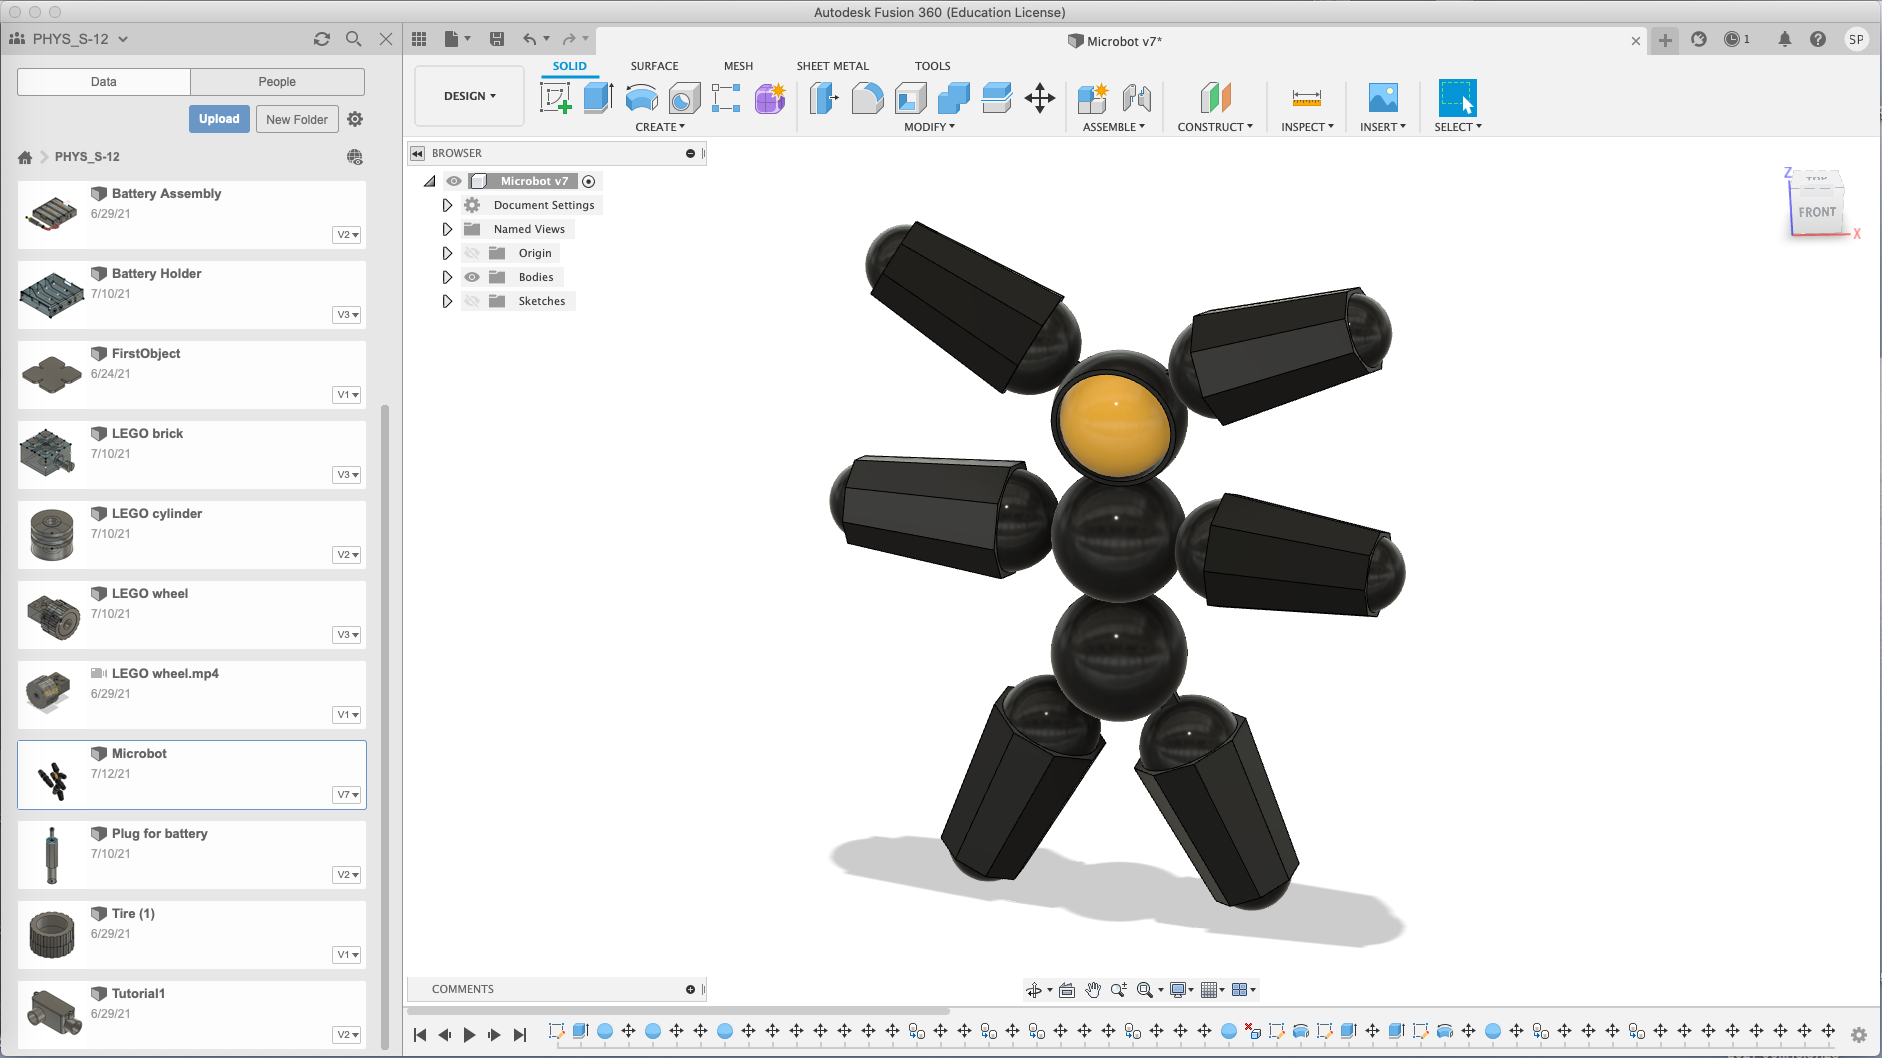 Autodesk Fusion 360 (Education License)
PHYS_S-12
Microbot v7*
1
SP
Data
People
Upload
New Folder
PHYS_S-12
Battery Assembly
6/29/21
V2
Battery Holder
7/10/21
V3
FirstObject
6/24/21
V1
LEGO brick
7/10/21
V3
LEGO cylinder
7/10/21
V2
LEGO wheel
7/10/21
V3
LEGO wheel.mp4
6/29/21
V1
Microbot
7/12/21
V7
Plug for battery
7/10/21
V2
Tire (1)
6/29/21
V1
Tutorial1
6/29/21
V2
DESIGN
SOLID
SURFACE
MESH
SHEET METAL
TOOLS
CREATE
MODIFY
ASSEMBLE
CONSTRUCT
INSPECT
INSERT
SELECT
BROWSER
Microbot v7
Document Settings
Named Views
Origin
Bodies
Sketches
Z
TOP
FRONT
X
COMMENTS